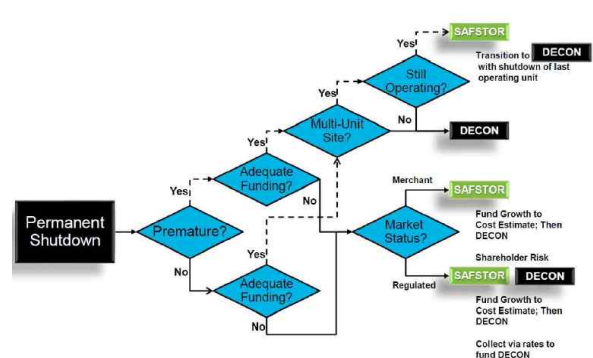 Yes
SAFSTOR
Transition to DECON
with shutdown of last
operating unit
Still
Operating?
Yes
No
Multi-Unit
Site?
DECON
Yes
Adequate
Funding?
No
Merchant
SAFSTOR
Yes
Permanent
Shutdown
Premature?
Market
Status?
Fund Growth to
Cost Estimate; Then
DECON
Shareholder Risk
Yes
No
Adequate
Funding?
No
Regulated
SAFSTOR DECON
Fund Growth to
Cost Estimate; Then
DECON
Collect via rates to
fund DECON